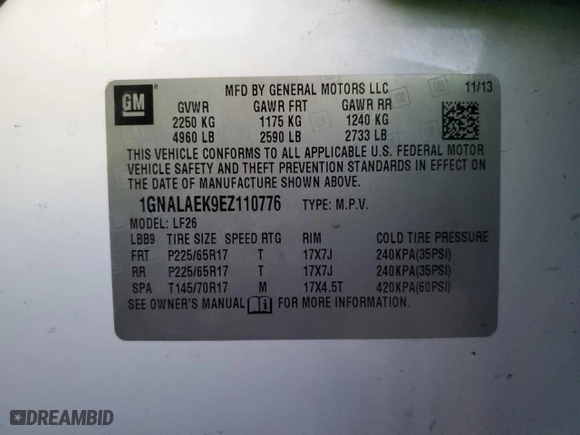 GM
MFD BY GENERAL MOTORS LLC 11/13
GVWR GAWR FRT GAWR RR
2250 KG 1175 KG 1240 KG
4960 LB 2590 LB 2733 LB
THIS VEHICLE CONFORMS TO ALL APPLICABLE U.S. FEDERAL MOTOR
VEHICLE SAFETY AND THEFT PREVENTION STANDARDS IN EFFECT ON
THE DATE OF MANUFACTURE SHOWN ABOVE.
1GNALAEK9EZ110776 TYPE: M.P.V.
MODEL: LF26
LBB9 TIRE SIZE SPEED RTG RIM COLD TIRE PRESSURE
FRT P225/65R17 T 17X7J 240KPA(35PSI)
RR P225/65R17 T 17X7J 240KPA(35PSI)
SPA T145/70R17 M 17X4.5T 420KPA(60PSI)
SEE OWNER'S MANUAL FOR MORE INFORMATION.
DREAMBID